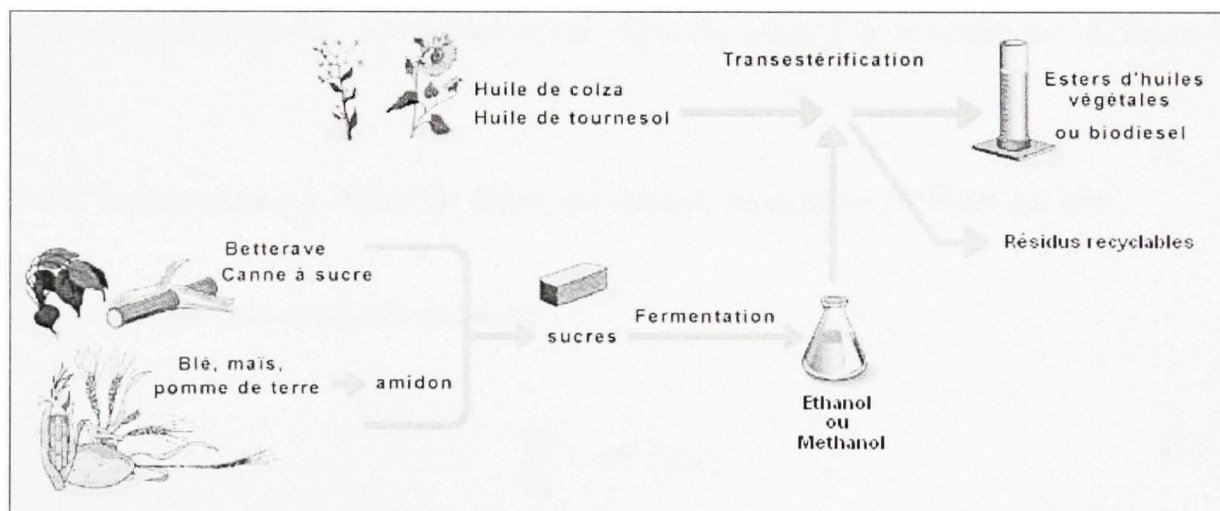 Transestérification
Esters d'huiles
végétales
ou biodiesel
Huile de colza
Huile de tournesol
Résidus recyclables
Betterave
Canne à sucre
sucres
Fermentation
Blé, maïs,
pomme de terre
amidon
Ethanol
ou
Methanol